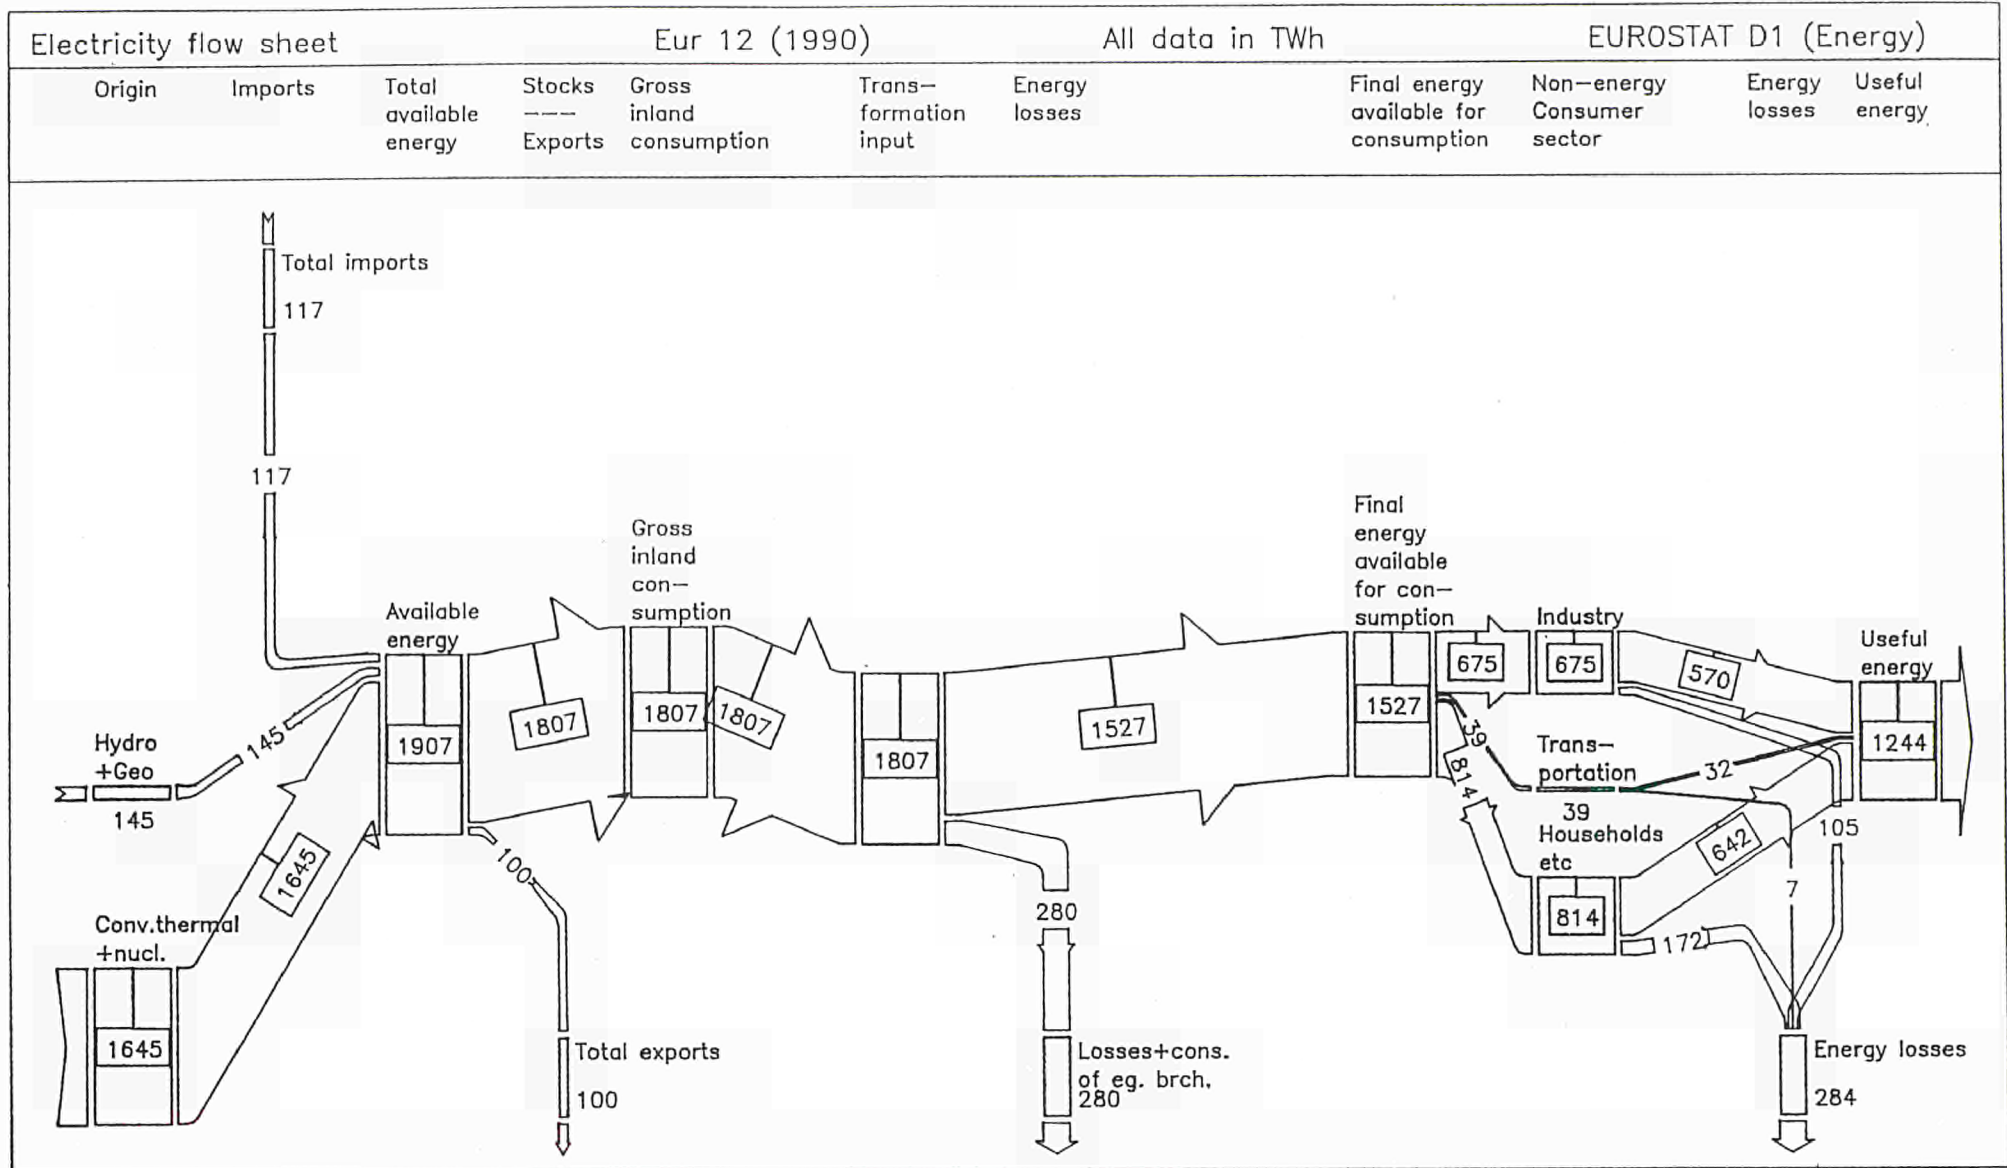 Electricity flow sheet Eur 12 (1990) All data in TWh EUROSTAT D1 (Energy)
Origin Imports Total Stocks Gross Trans- Energy Final energy Non-energy Energy Useful
available --- inland formation losses available for Consumer losses energy
energy Exports consumption input consumption sector
Total imports
117
117
Hydro
+Geo
145
145
Conv.thermal
+nucl.
1645
1645
Available
energy
1907
1807
100
Total exports
100
Gross
inland
con-
sumption
1807
1807
1807
280
Losses+cons.
of eg. brch.
280
1527
Final
energy
available
for con-
sumption
1527
675
39
814
Industry
675
Trans-
portation
39
Households
etc
814
570
32
642
105
7
172
Useful
energy
1244
Energy losses
284